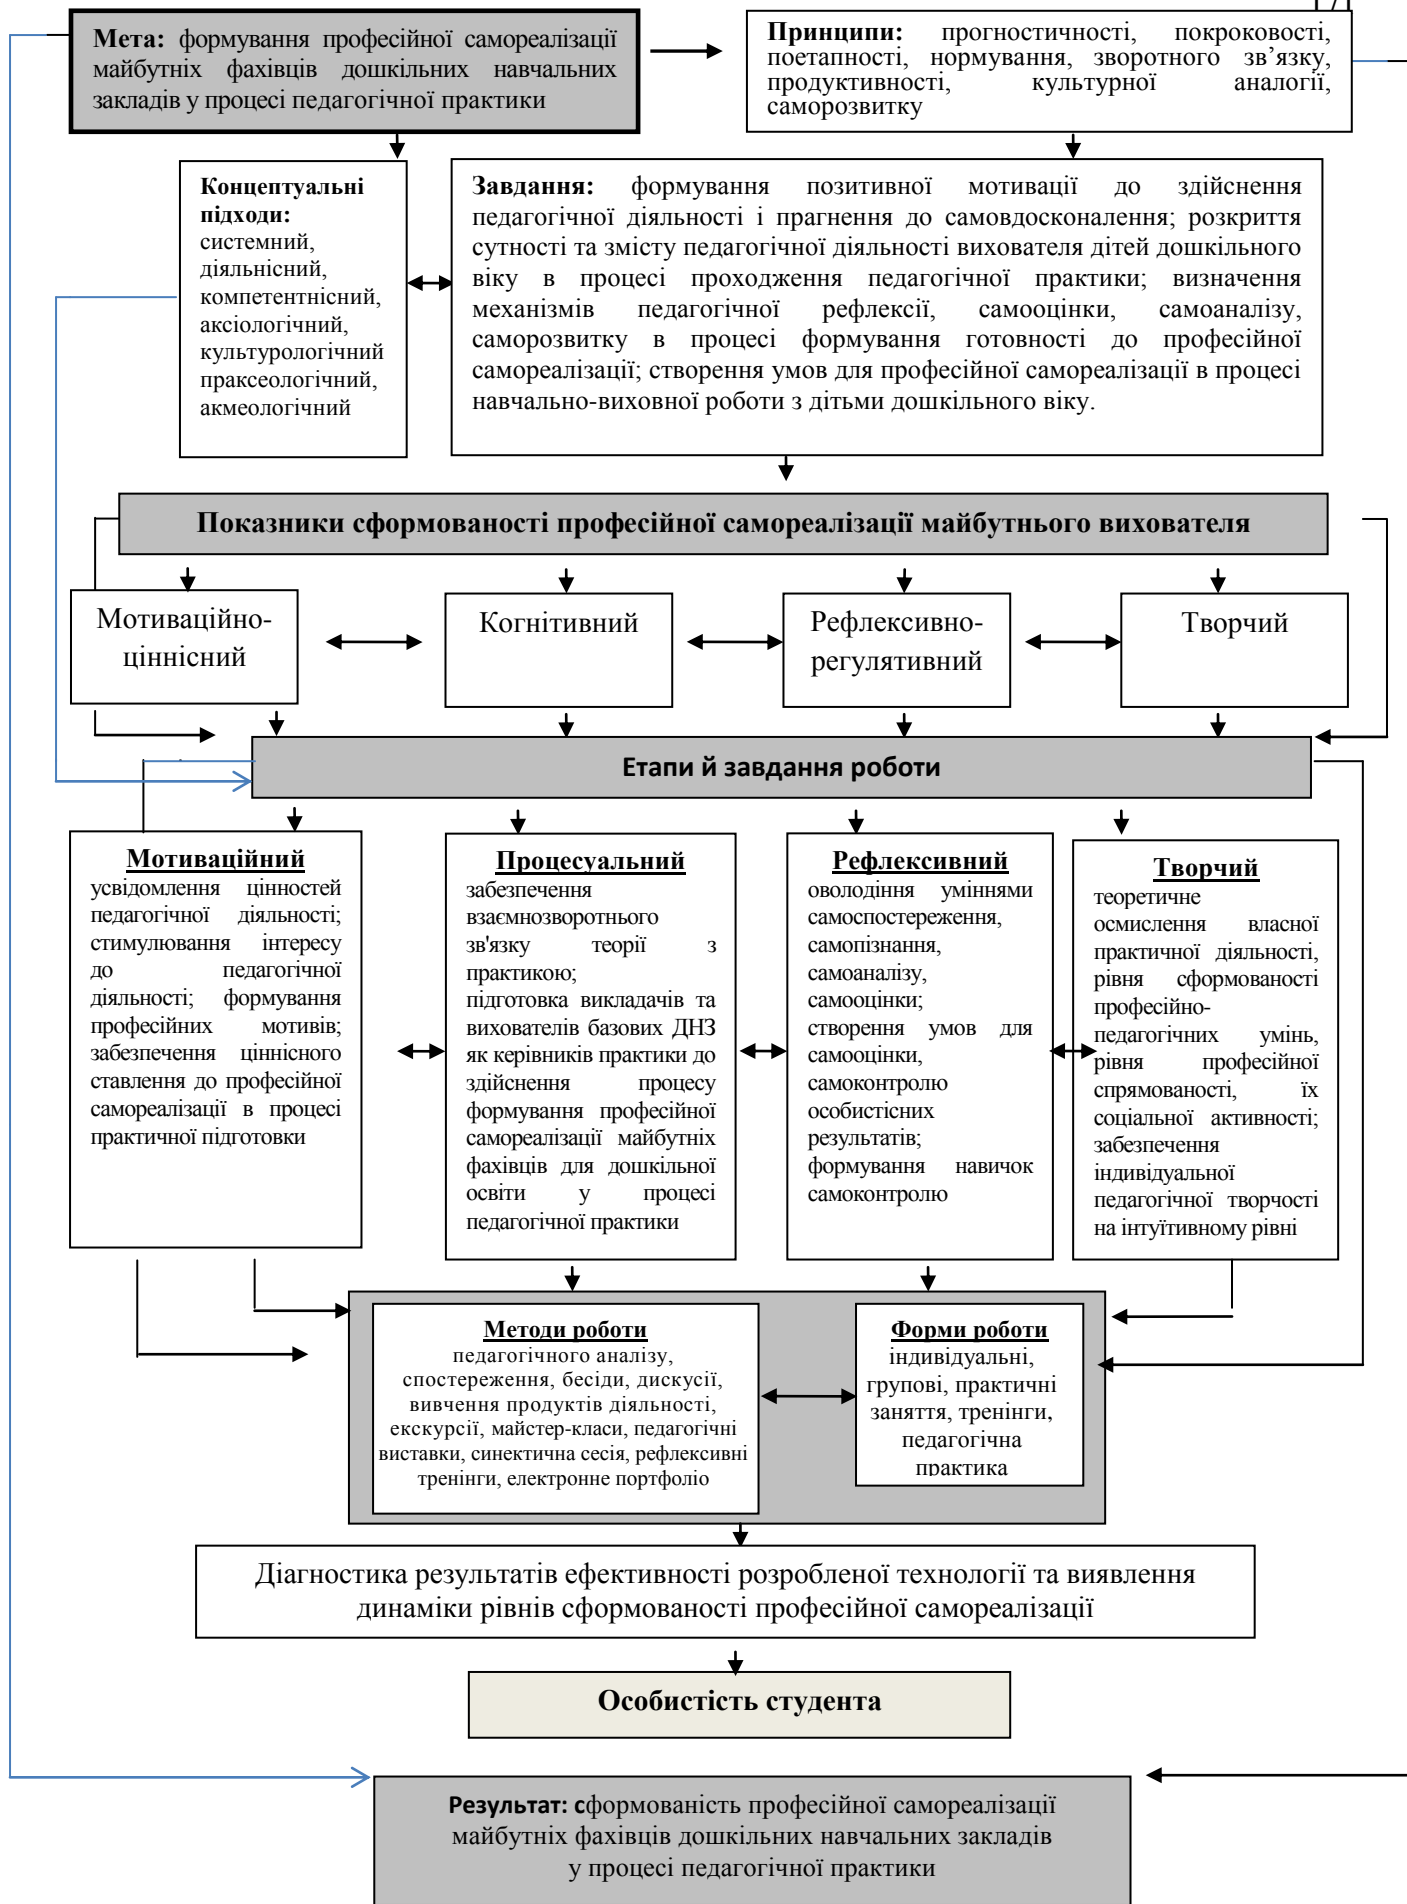 Мета: формування професійної самореалізації
майбутніх фахівців дошкільних навчальних
закладів у процесі педагогічної практики
Принципи: прогностичності, покроковості,
поетапності, нормування, зворотного зв’язку,
продуктивності, культурної аналогії,
саморозвитку
Концептуальні
підходи:
системний,
діяльнісний,
компетентнісний,
аксіологічний,
культурологічний
праксеологічний,
акмеологічний
Завдання: формування позитивної мотивації до здійснення
педагогічної діяльності і прагнення до самовдосконалення; розкриття
сутності та змісту педагогічної діяльності вихователя дітей дошкільного
віку в процесі проходження педагогічної практики; визначення
механізмів педагогічної рефлексії, самооцінки, самоаналізу,
саморозвитку в процесі формування готовності до професійної
самореалізації; створення умов для професійної самореалізації в процесі
навчально-виховної роботи з дітьми дошкільного віку.
Показники сформованості професійної самореалізації майбутнього вихователя
Мотиваційно-
ціннісний
Когнітивний
Рефлексивно-
регулятивний
Творчий
Етапи й завдання роботи
Мотиваційний
усвідомлення цінностей
педагогічної діяльності;
стимулювання інтересу
до педагогічної
діяльності; формування
професійних мотивів;
забезпечення ціннісного
ставлення до професійної
самореалізації в процесі
практичної підготовки
Процесуальний
забезпечення
взаємнозворотнього
зв'язку теорії з
практикою;
підготовка викладачів та
вихователів базових ДНЗ
як керівників практики до
здійснення процесу
формування професійної
самореалізації майбутніх
фахівців для дошкільної
освіти у процесі
педагогічної практики
Рефлексивний
оволодіння уміннями
самоспостереження,
самопізнання,
самоаналізу,
самооцінки;
створення умов для
самооцінки,
самоконтролю
особистісних
результатів;
формування навичок
самоконтролю
Творчий
теоретичне
осмислення власної
практичної діяльності,
рівня сформованості
професійно-
педагогічних умінь,
рівня професійної
спрямованості, їх
соціальної активності;
забезпечення
індивідуальної
педагогічної творчості
на інтуїтивному рівні
Методи роботи
педагогічного аналізу,
спостереження, бесіди, дискусії,
вивчення продуктів діяльності,
екскурсії, майстер-класи, педагогічні
виставки, синектична сесія, рефлексивні
тренінги, електронне портфоліо
Форми роботи
індивідуальні,
групові, практичні
заняття, тренінги,
педагогічна
практика
Діагностика результатів ефективності розробленої технології та виявлення
динаміки рівнів сформованості професійної самореалізації
Особистість студента
Результат: сформованість професійної самореалізації
майбутніх фахівців дошкільних навчальних закладів
у процесі педагогічної практики